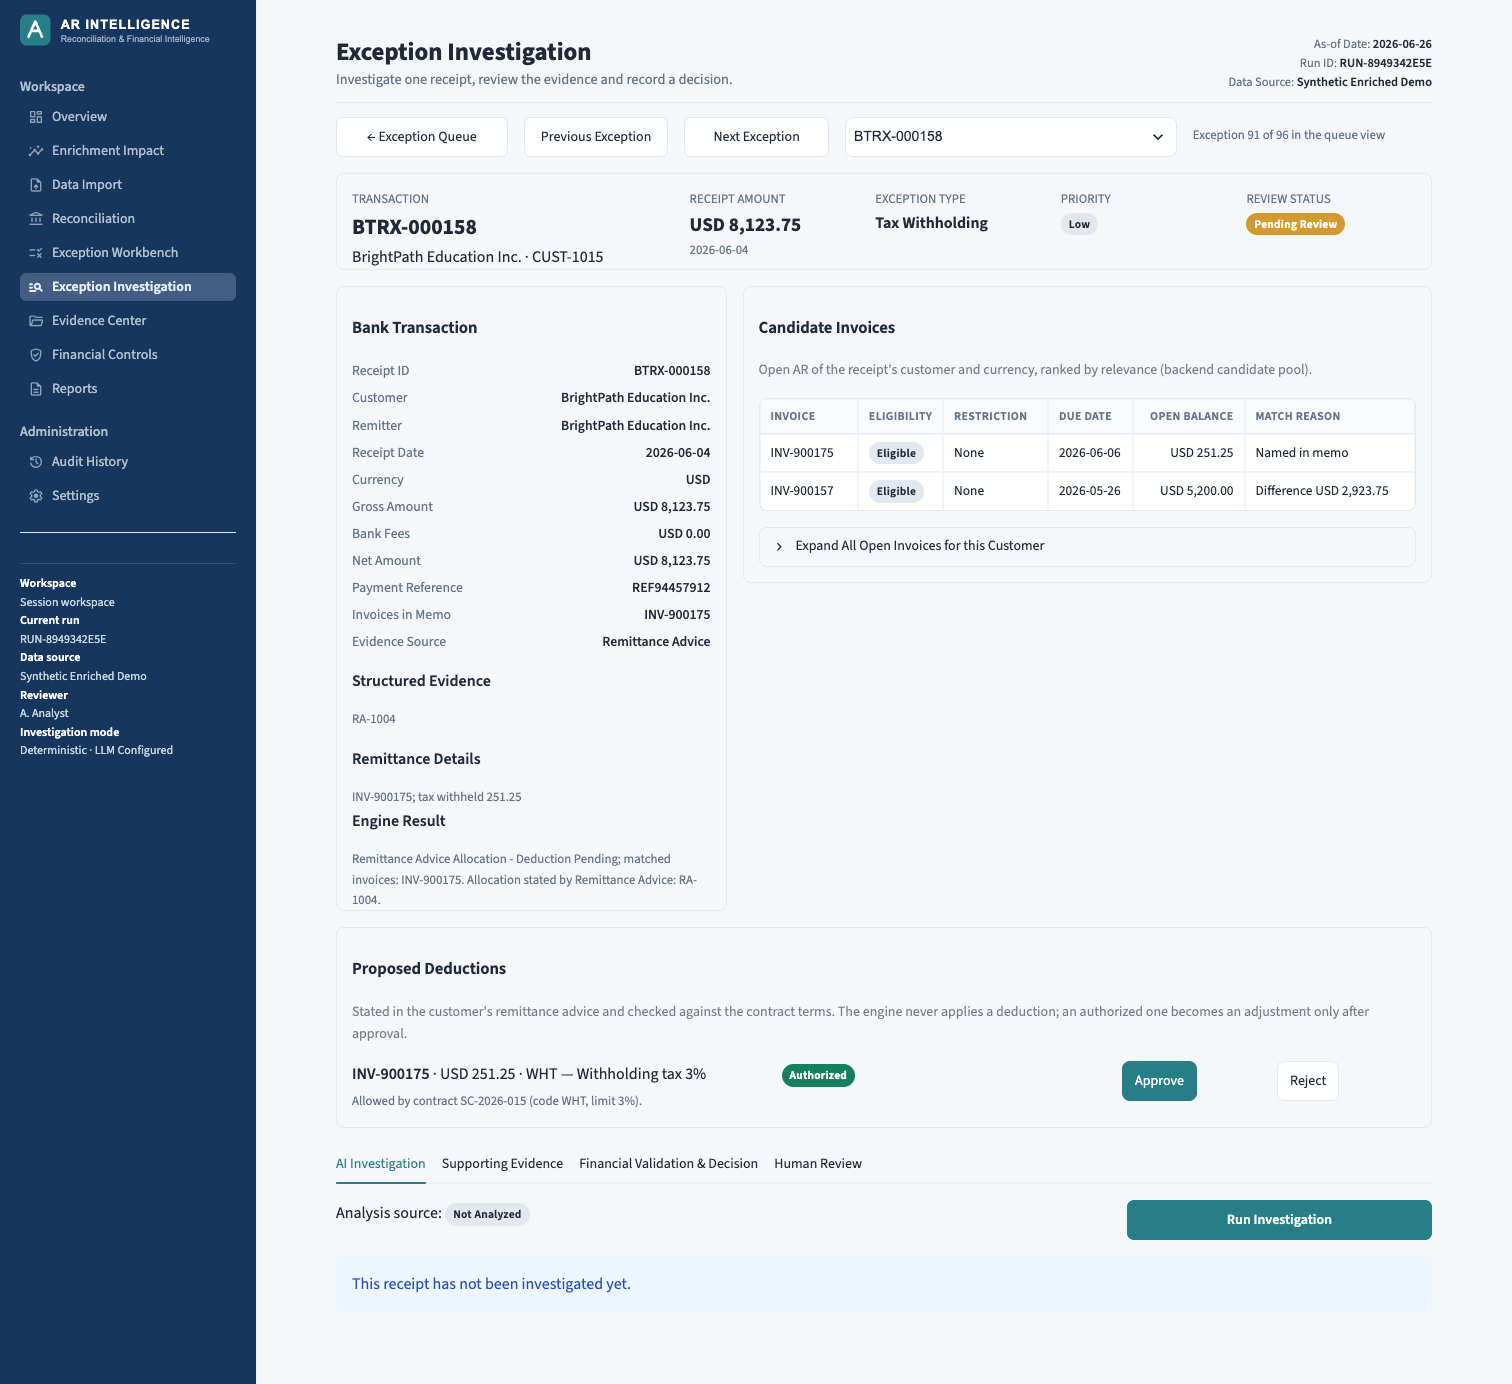 A
AR INTELLIGENCE
Reconciliation & Financial Intelligence
Workspace
Overview
Enrichment Impact
Data Import
Reconciliation
Exception Workbench
Exception Investigation
Evidence Center
Financial Controls
Reports
Administration
Audit History
Settings
Workspace
Session workspace
Current run
RUN-8949342E5E
Data source
Synthetic Enriched Demo
Reviewer
A. Analyst
Investigation mode
Deterministic · LLM Configured
Exception Investigation
Investigate one receipt, review the evidence and record a decision.
As-of Date: 2026-06-26
Run ID: RUN-8949342E5E
Data Source: Synthetic Enriched Demo
← Exception Queue
Previous Exception
Next Exception
BTRX-000158
Exception 91 of 96 in the queue view
TRANSACTION
BTRX-000158
BrightPath Education Inc. · CUST-1015
RECEIPT AMOUNT
USD 8,123.75
2026-06-04
EXCEPTION TYPE
Tax Withholding
PRIORITY
Low
REVIEW STATUS
Pending Review
Bank Transaction
Receipt ID BTRX-000158
Customer BrightPath Education Inc.
Remitter BrightPath Education Inc.
Receipt Date 2026-06-04
Currency USD
Gross Amount USD 8,123.75
Bank Fees USD 0.00
Net Amount USD 8,123.75
Payment Reference REF94457912
Invoices in Memo INV-900175
Evidence Source Remittance Advice
Structured Evidence
RA-1004
Remittance Details
INV-900175; tax withheld 251.25
Engine Result
Remittance Advice Allocation - Deduction Pending; matched
invoices: INV-900175. Allocation stated by Remittance Advice: RA-
1004.
Candidate Invoices
Open AR of the receipt's customer and currency, ranked by relevance (backend candidate pool).
INVOICE ELIGIBILITY RESTRICTION DUE DATE OPEN BALANCE MATCH REASON
INV-900175 Eligible None 2026-06-06 USD 251.25 Named in memo
INV-900157 Eligible None 2026-05-26 USD 5,200.00 Difference USD 2,923.75
Expand All Open Invoices for this Customer
Proposed Deductions
Stated in the customer's remittance advice and checked against the contract terms. The engine never applies a deduction; an authorized one becomes an adjustment only after
approval.
INV-900175 · USD 251.25 · WHT — Withholding tax 3%
Allowed by contract SC-2026-015 (code WHT, limit 3%).
Authorized
Approve
Reject
AI Investigation Supporting Evidence Financial Validation & Decision Human Review
Analysis source: Not Analyzed
Run Investigation
This receipt has not been investigated yet.